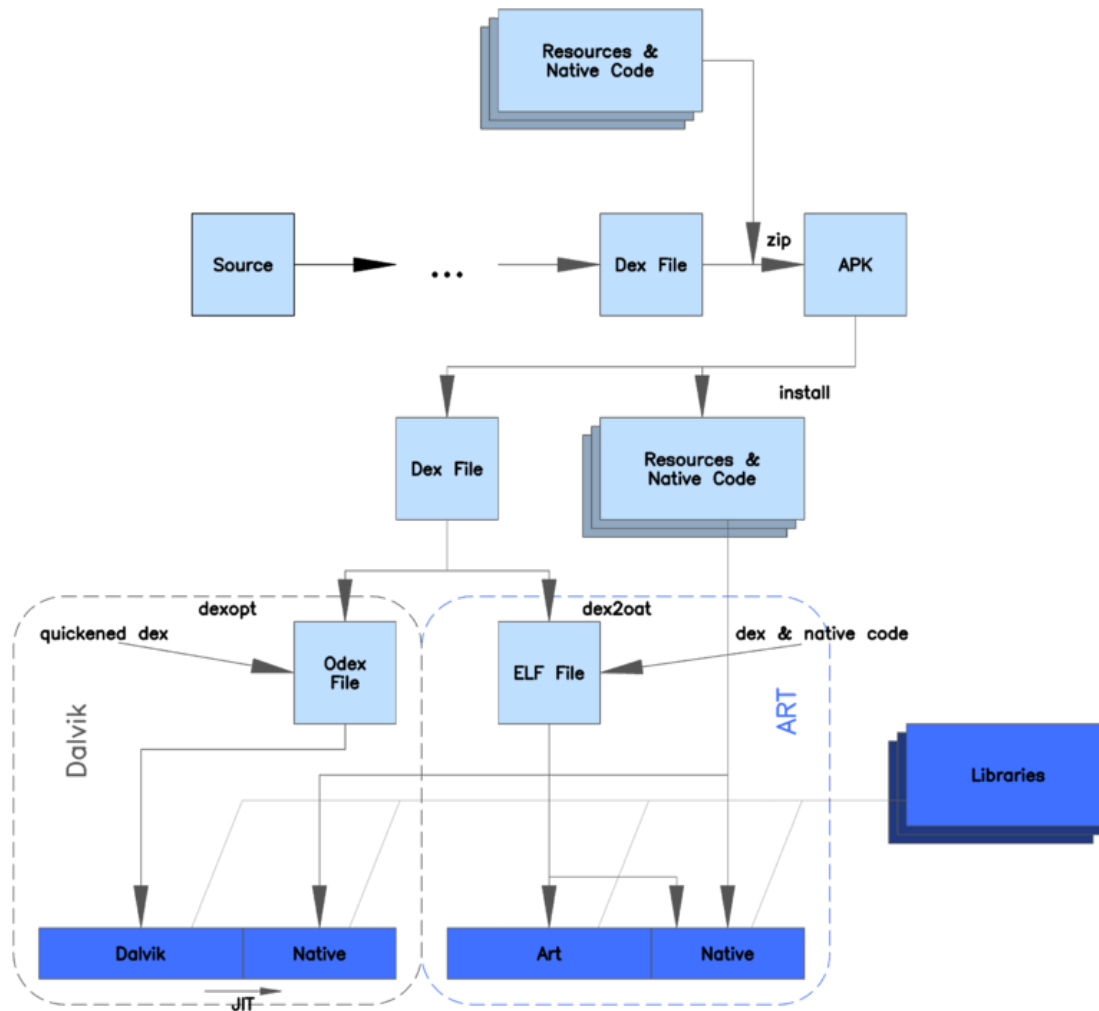 Resources &
Native Code
zip
Source
...
Dex File
APK
install
Dex File
Resources &
Native Code
dexopt
dex2oat
quickened dex
dex & native code
Odex
File
ELF File
Dalvik
ART
Libraries
Dalvik
Native
Art
Native
JIT